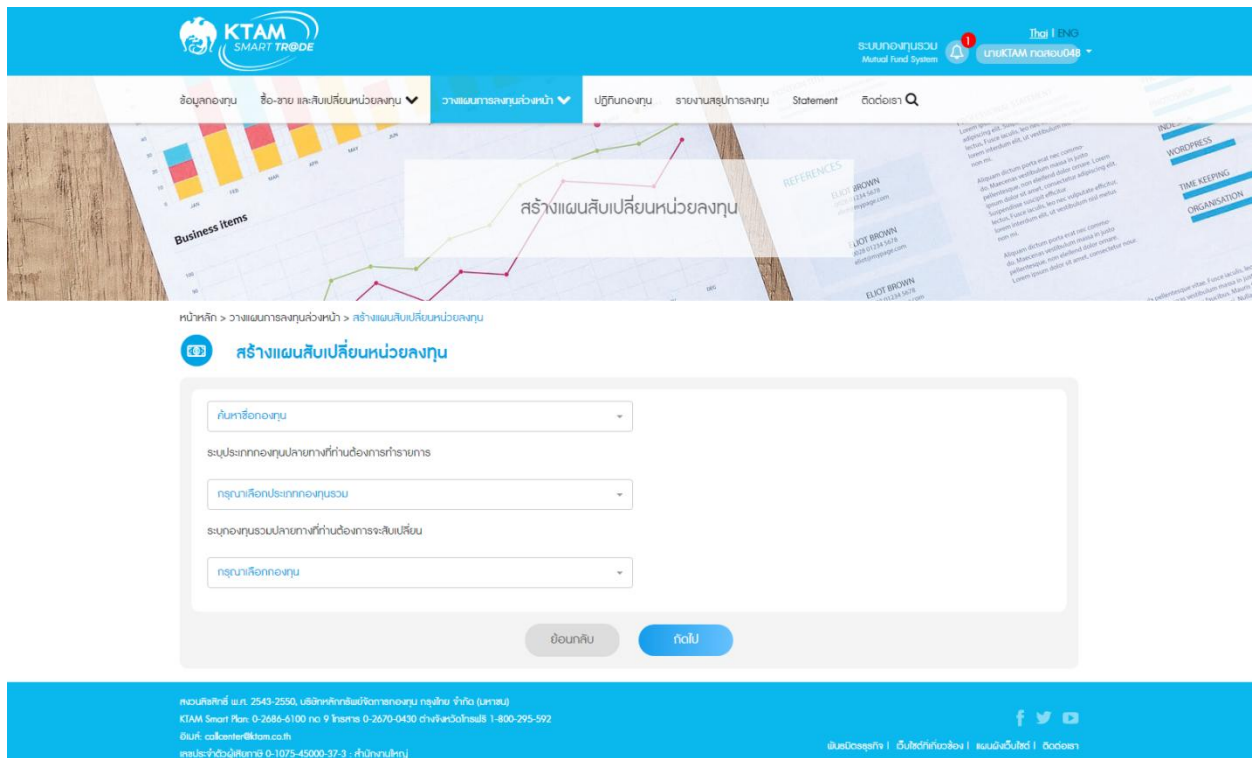 KTAM
SMART TR@DE
Thai | ENG
ระบบกองทุนรวม
Mutual Fund System
1
นายKTAM ทดสอบ048
ข้อมูลกองทุน ซื้อ-ขาย และสับเปลี่ยนหน่วยลงทุน วางแผนการลงทุนล่วงหน้า ปฏิทินกองทุน รายงานสรุปการลงทุน Statement ติดต่อเรา
Business items
JAN FEB MAR APR MAY JUN
REFERENCES
ELIOT BROWN
ELIOT BROWN
ELIOT BROWN
WORDPRESS
TIME KEEPING
ORGANISATION
สร้างแผนสับเปลี่ยนหน่วยลงทุน
หน้าหลัก > วางแผนการลงทุนล่วงหน้า > สร้างแผนสับเปลี่ยนหน่วยลงทุน
สร้างแผนสับเปลี่ยนหน่วยลงทุน
ค้นหาชื่อกองทุน
ระบุประเภทกองทุนปลายทางที่ท่านต้องการทำรายการ
กรุณาเลือกประเภทกองทุนรวม
ระบุกองทุนรวมปลายทางที่ท่านต้องการจะสับเปลี่ยน
กรุณาเลือกกองทุน
ย้อนกลับ ถัดไป
สงวนลิขสิทธิ์ พ.ศ. 2543-2550, บริษัทหลักทรัพย์จัดการกองทุน กรุงไทย จำกัด (มหาชน)
KTAM Smart Plan: 0-2686-6100 กด 9 โทรสาร 0-2670-0430 ต่างจังหวัดโทรฟรี 1-800-295-592
อีเมล์: callcenter@ktam.co.th
เลขประจำตัวผู้เสียภาษี 0-1075-45000-37-3 : สำนักงานใหญ่
พันธมิตรธุรกิจ | เว็บไซต์ที่เกี่ยวข้อง | แผนผังเว็บไซต์ | ติดต่อเรา